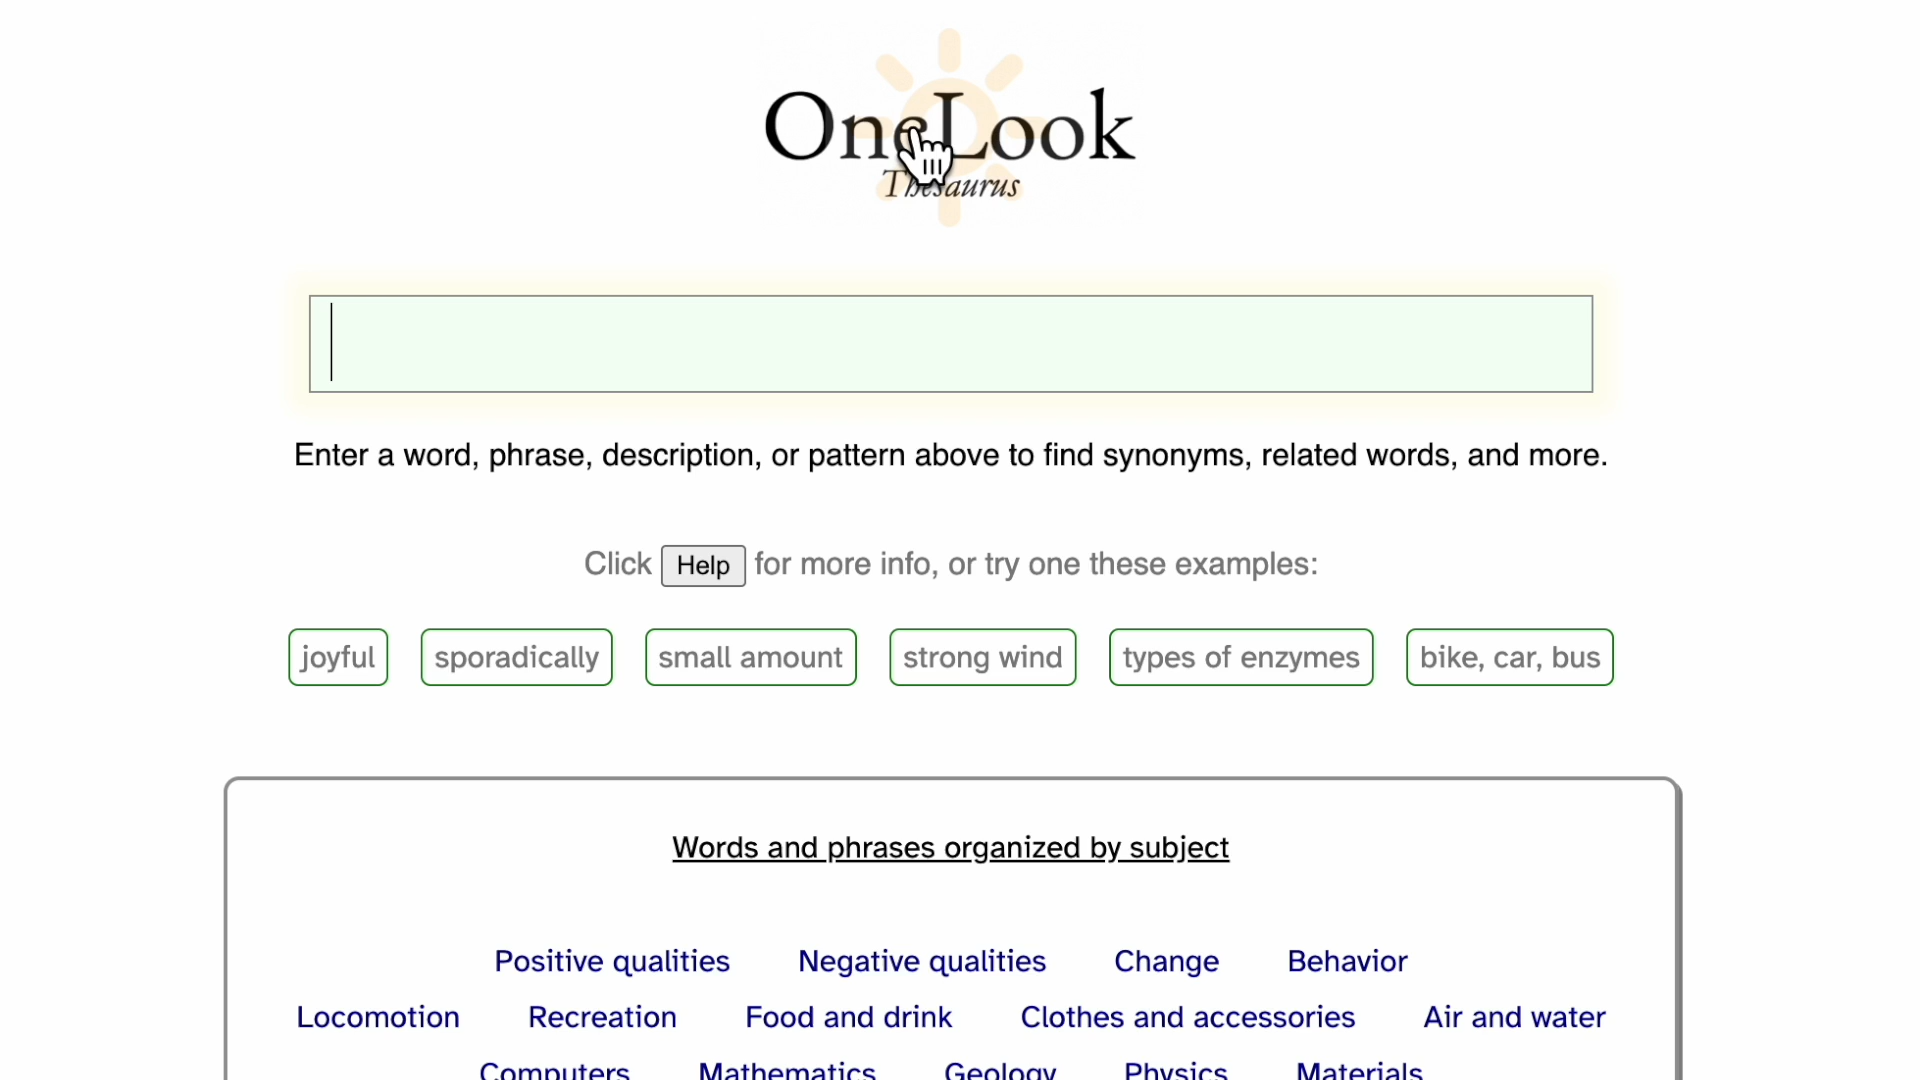 OneLook
Thesaurus
Enter a word, phrase, description, or pattern above to find synonyms, related words, and more.
Click Help for more info, or try one these examples:
joyful sporadically small amount strong wind types of enzymes bike, car, bus
Words and phrases organized by subject
Positive qualities Negative qualities Change Behavior
Locomotion Recreation Food and drink Clothes and accessories Air and water
Computers Mathematics Geology Physics Materials